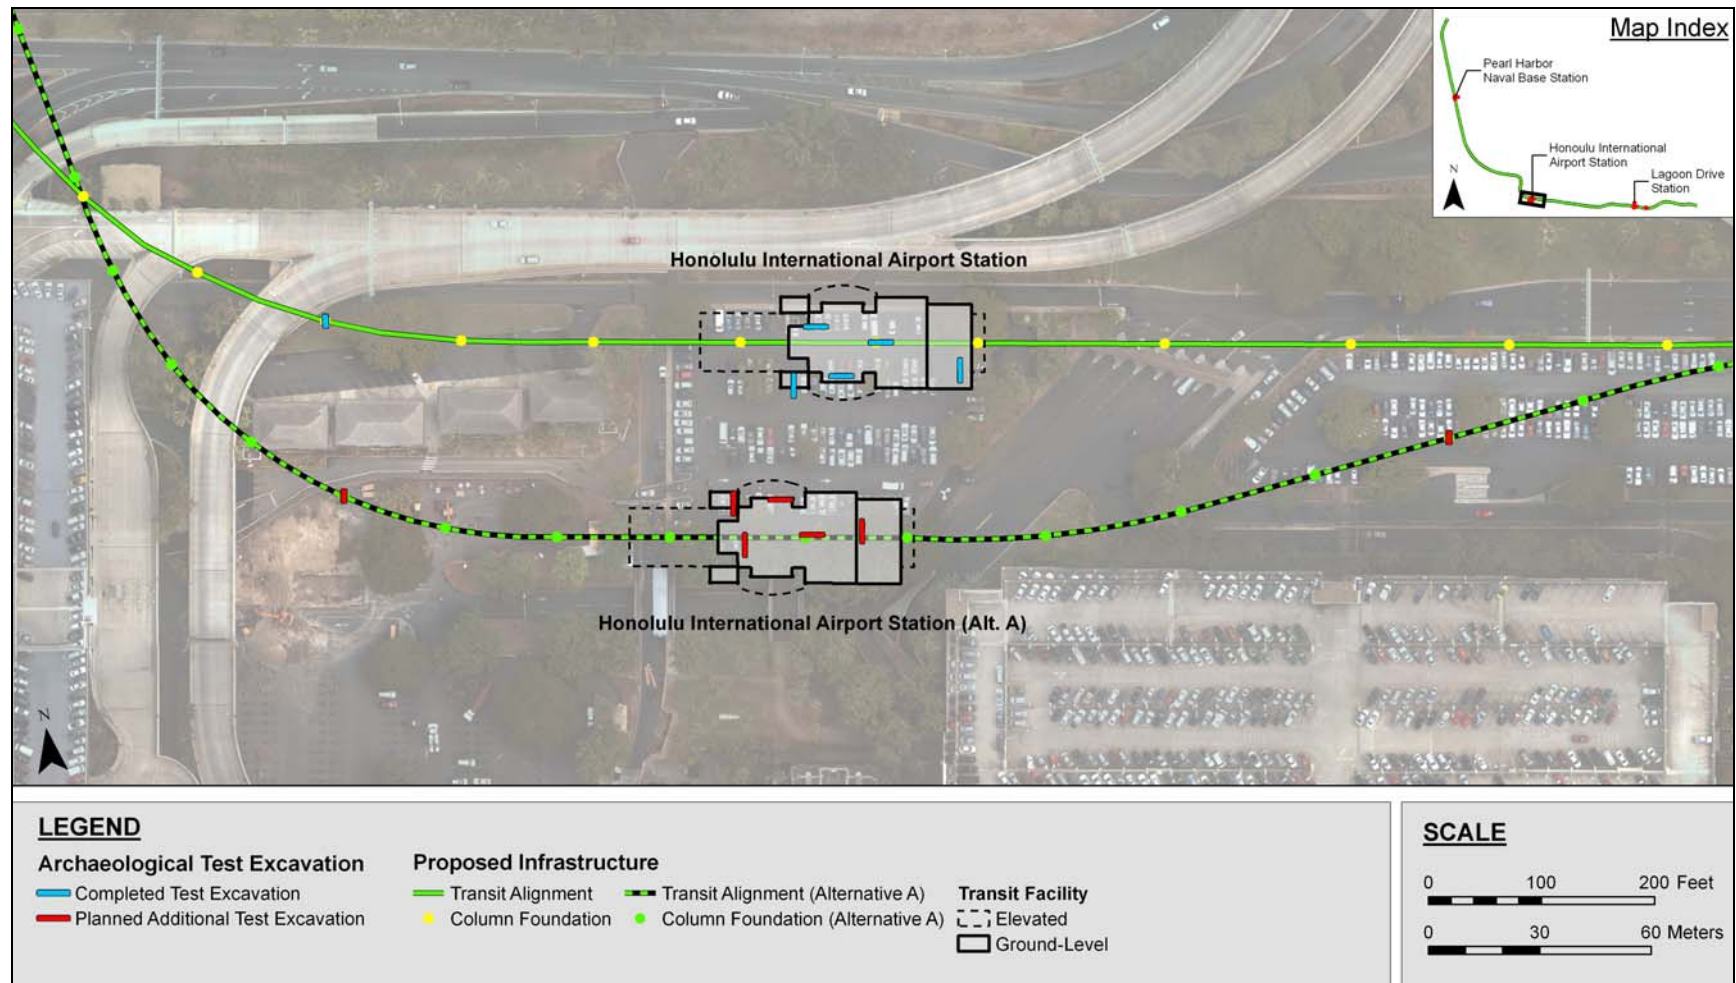 Map Index
Pearl Harbor
Naval Base Station
Honoulu International
Airport Station
Lagoon Drive
Station
N
Honolulu International Airport Station
Honolulu International Airport Station (Alt. A)
N
LEGEND
Archaeological Test Excavation
Completed Test Excavation
Planned Additional Test Excavation
Proposed Infrastructure
Transit Alignment
Transit Alignment (Alternative A)
Column Foundation
Column Foundation (Alternative A)
Transit Facility
Elevated
Ground-Level
SCALE
0 100 200 Feet
0 30 60 Meters